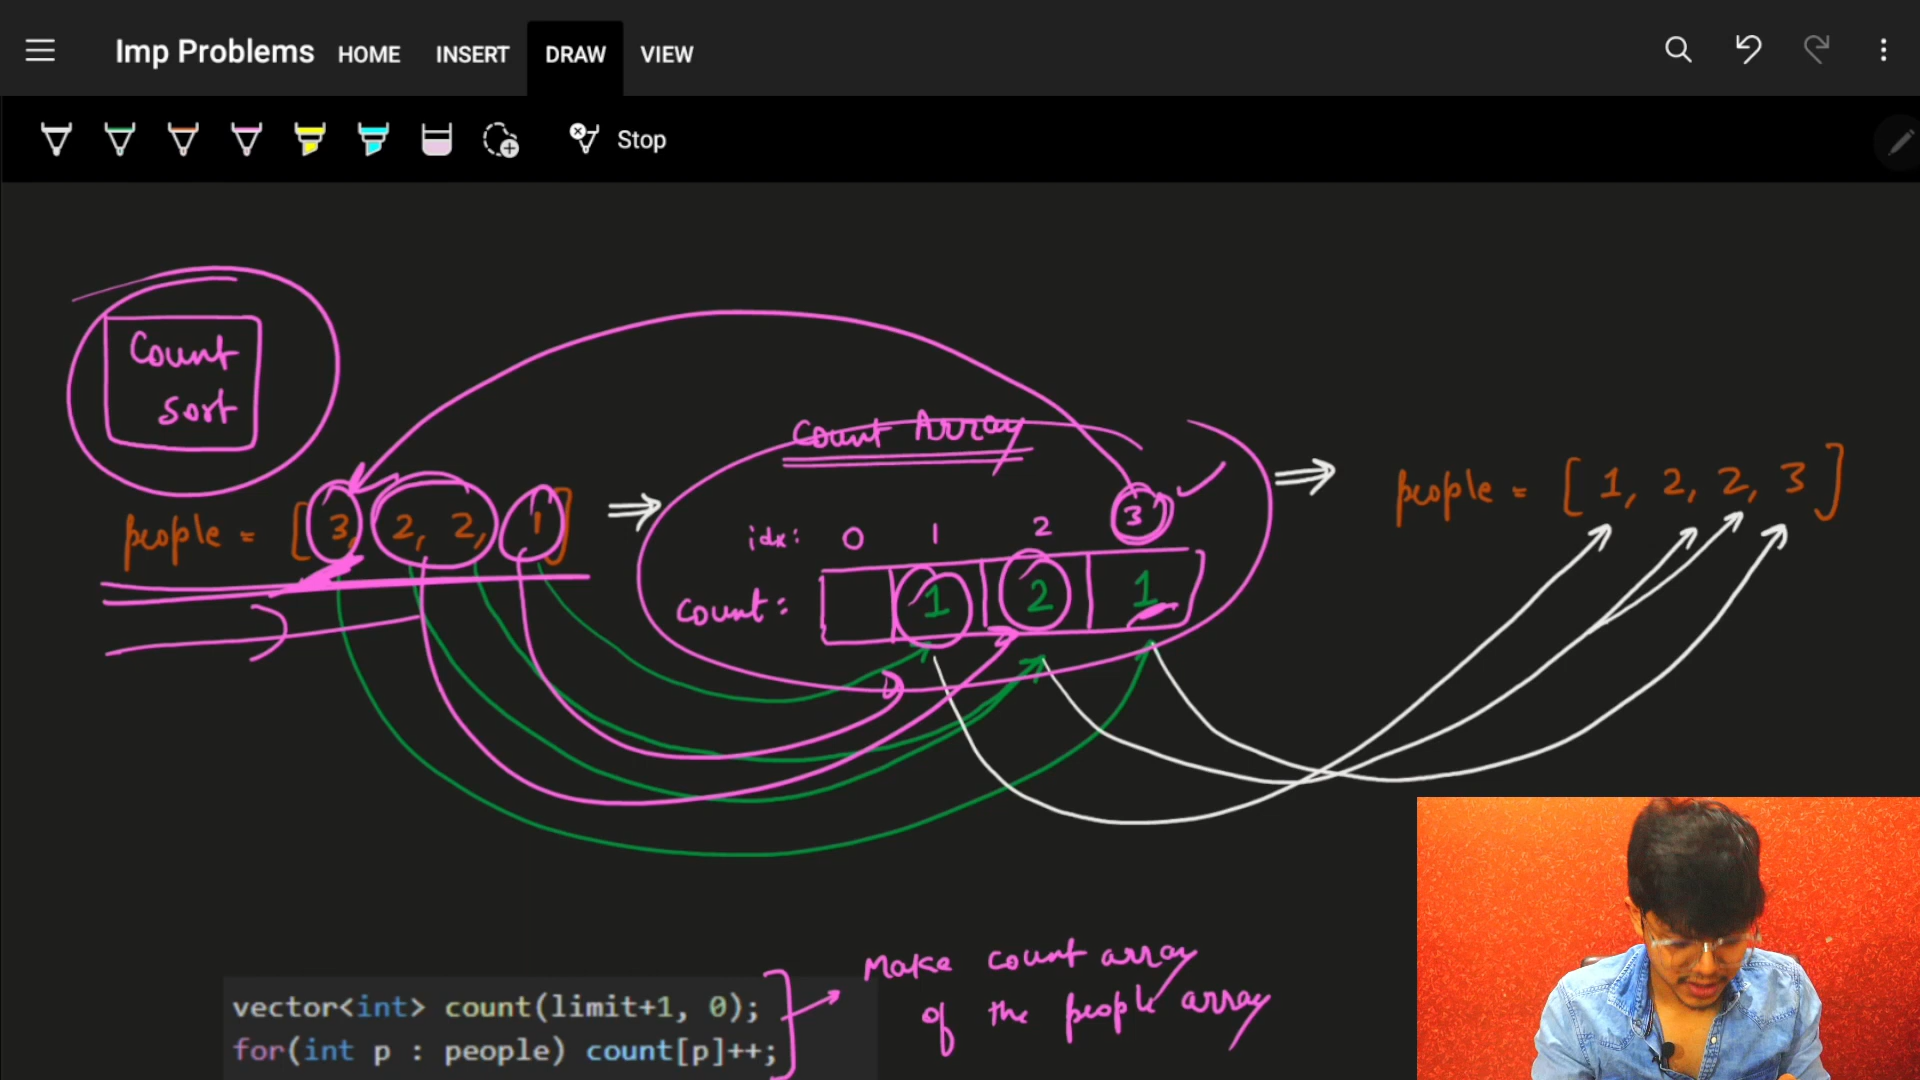 Imp Problems HOME INSERT DRAW VIEW
Stop
Count
sort
Count Array
people = [3, 2, 2, 1]
idx: 0 1 2 3
count: 1 2 1
people = [1, 2, 2, 3]
Make count array
of the people array
vector<int> count(limit+1, 0);
for(int p : people) count[p]++;